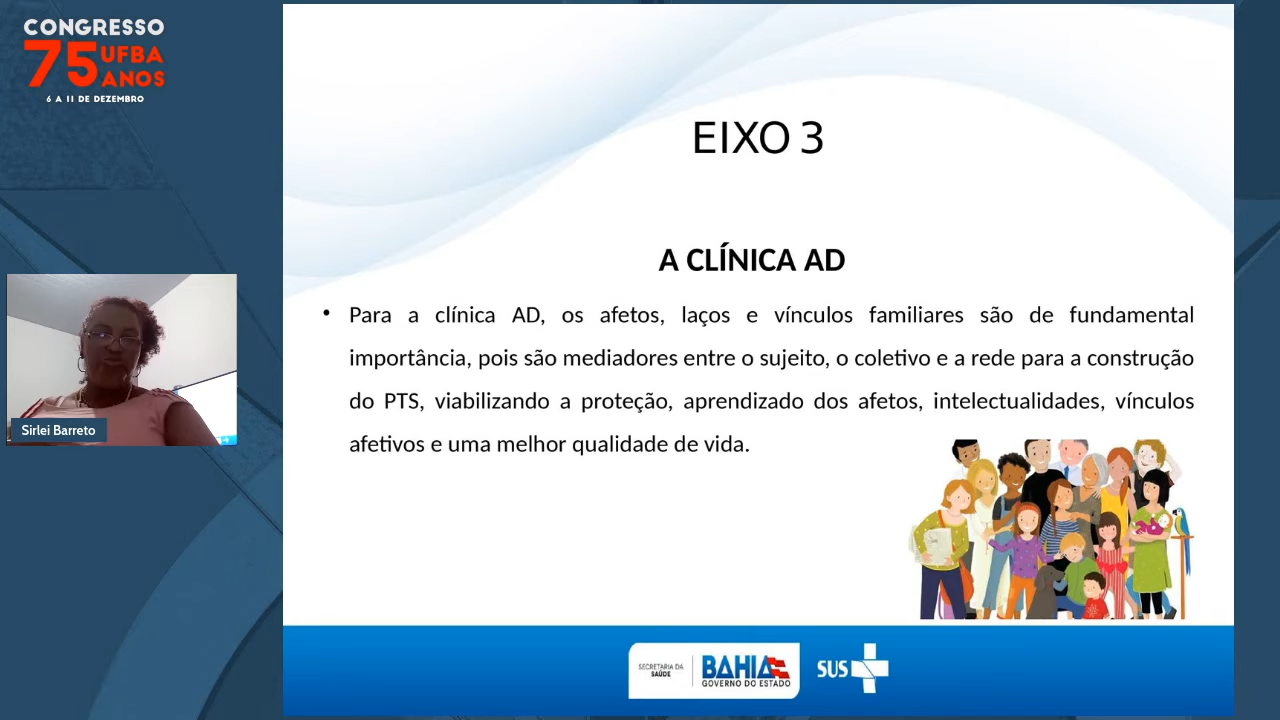 CONGRESSO
75 UFBA
ANOS
6 A 11 DE DEZEMBRO
EIXO 3
A CLÍNICA AD
• Para a clínica AD, os afetos, laços e vínculos familiares são de fundamental
importância, pois são mediadores entre o sujeito, o coletivo e a rede para a construção
do PTS, viabilizando a proteção, aprendizado dos afetos, intelectualidades, vínculos
afetivos e uma melhor qualidade de vida.
Sirlei Barreto
SECRETARIA DA
SAÚDE
BAHIA
GOVERNO DO ESTADO
SUS